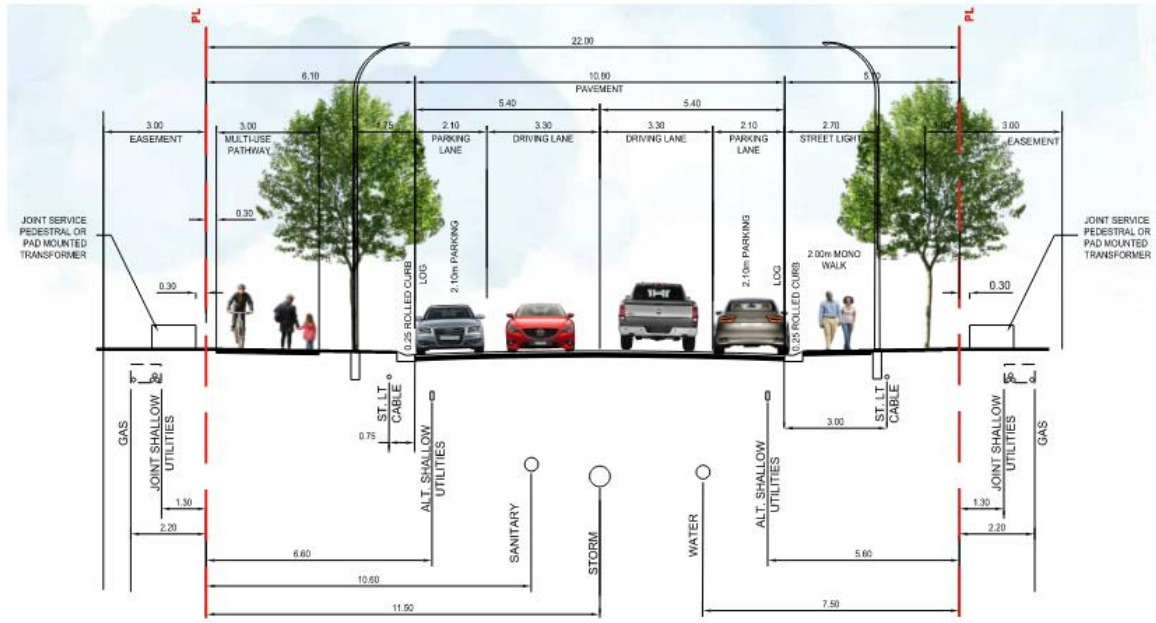 PL
PL
22.00
6.10
10.80
5.10
PAVEMENT
5.40
5.40
3.00
3.00
1.75
2.10
3.30
3.30
2.10
2.70
3.00
EASEMENT
MULTI-USE
PATHWAY
PARKING
LANE
DRIVING LANE
DRIVING LANE
PARKING
LANE
STREET LIGHT
EASEMENT
JOINT SERVICE
PEDESTRAL OR
PAD MOUNTED
TRANSFORMER
0.30
0.30
0.25 ROLLED CURB
LOG
2.10m PARKING
2.10m PARKING
LOG
0.25 ROLLED CURB
2.00m MONO
WALK
JOINT SERVICE
PEDESTRAL OR
PAD MOUNTED
TRANSFORMER
0.30
GAS
JOINT SHALLOW
UTILITIES
ST. LT
CABLE
0.75
ALT. SHALLOW
UTILITIES
SANITARY
STORM
WATER
ALT. SHALLOW
UTILITIES
3.00
ST. LT
CABLE
JOINT SHALLOW
UTILITIES
GAS
1.30
2.20
1.30
2.20
6.60
5.60
10.60
11.50
7.50